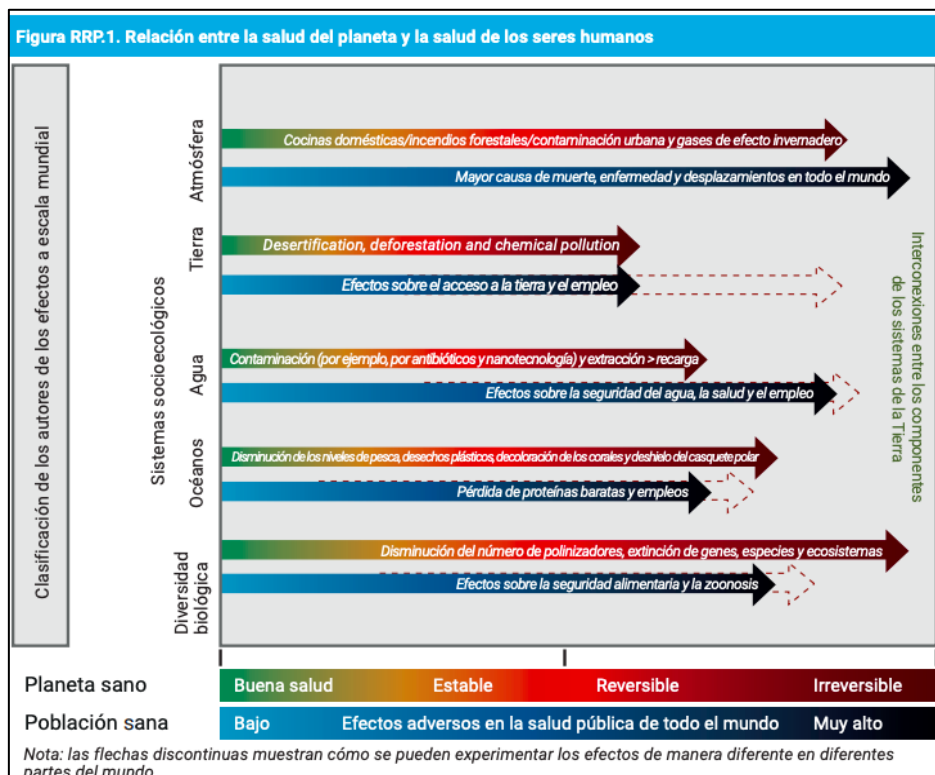 Figura RRP.1. Relación entre la salud del planeta y la salud de los seres humanos
Clasificación de los autores de los efectos a escala mundial
Sistemas socioecológicos
Atmósfera
Cocinas domésticas/incendios forestales/contaminación urbana y gases de efecto invernadero
Mayor causa de muerte, enfermedad y desplazamientos en todo el mundo
Tierra
Desertification, deforestation and chemical pollution
Efectos sobre el acceso a la tierra y el empleo
Agua
Contaminación (por ejemplo, por antibióticos y nanotecnología) y extracción > recarga
Efectos sobre la seguridad del agua, la salud y el empleo
Océanos
Disminución de los niveles de pesca, desechos plásticos, decoloración de los corales y deshielo del casquete polar
Pérdida de proteínas baratas y empleos
Diversidad
biológica
Disminución del número de polinizadores, extinción de genes, especies y ecosistemas
Efectos sobre la seguridad alimentaria y la zoonosis
Interconexiones entre los componentes
de los sistemas de la Tierra
Planeta sano
Buena salud Estable Reversible Irreversible
Población sana
Bajo Efectos adversos en la salud pública de todo el mundo Muy alto
Nota: las flechas discontinuas muestran cómo se pueden experimentar los efectos de manera diferente en diferentes
partes del mundo